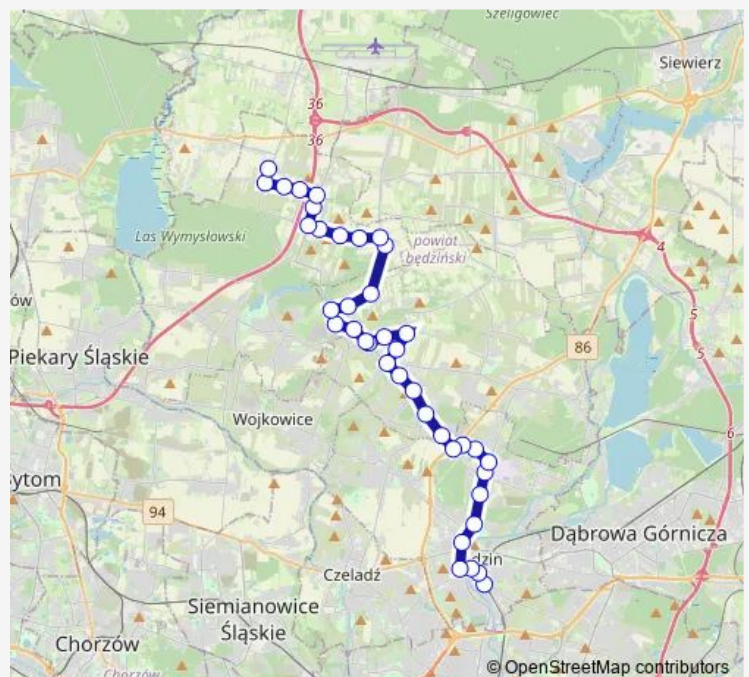 Szeligowiec
Siewierz
36
36
Las Wymysłowski
powiat
będziński
4
5
ów
5
86
Piekary Śląskie
6
Wojkowice
ytom
94
Dąbrowa Górnicza
dzin
Czeladź
Siemianowice
Śląskie
Chorzów
Chorzów
© OpenStreetMap contributors